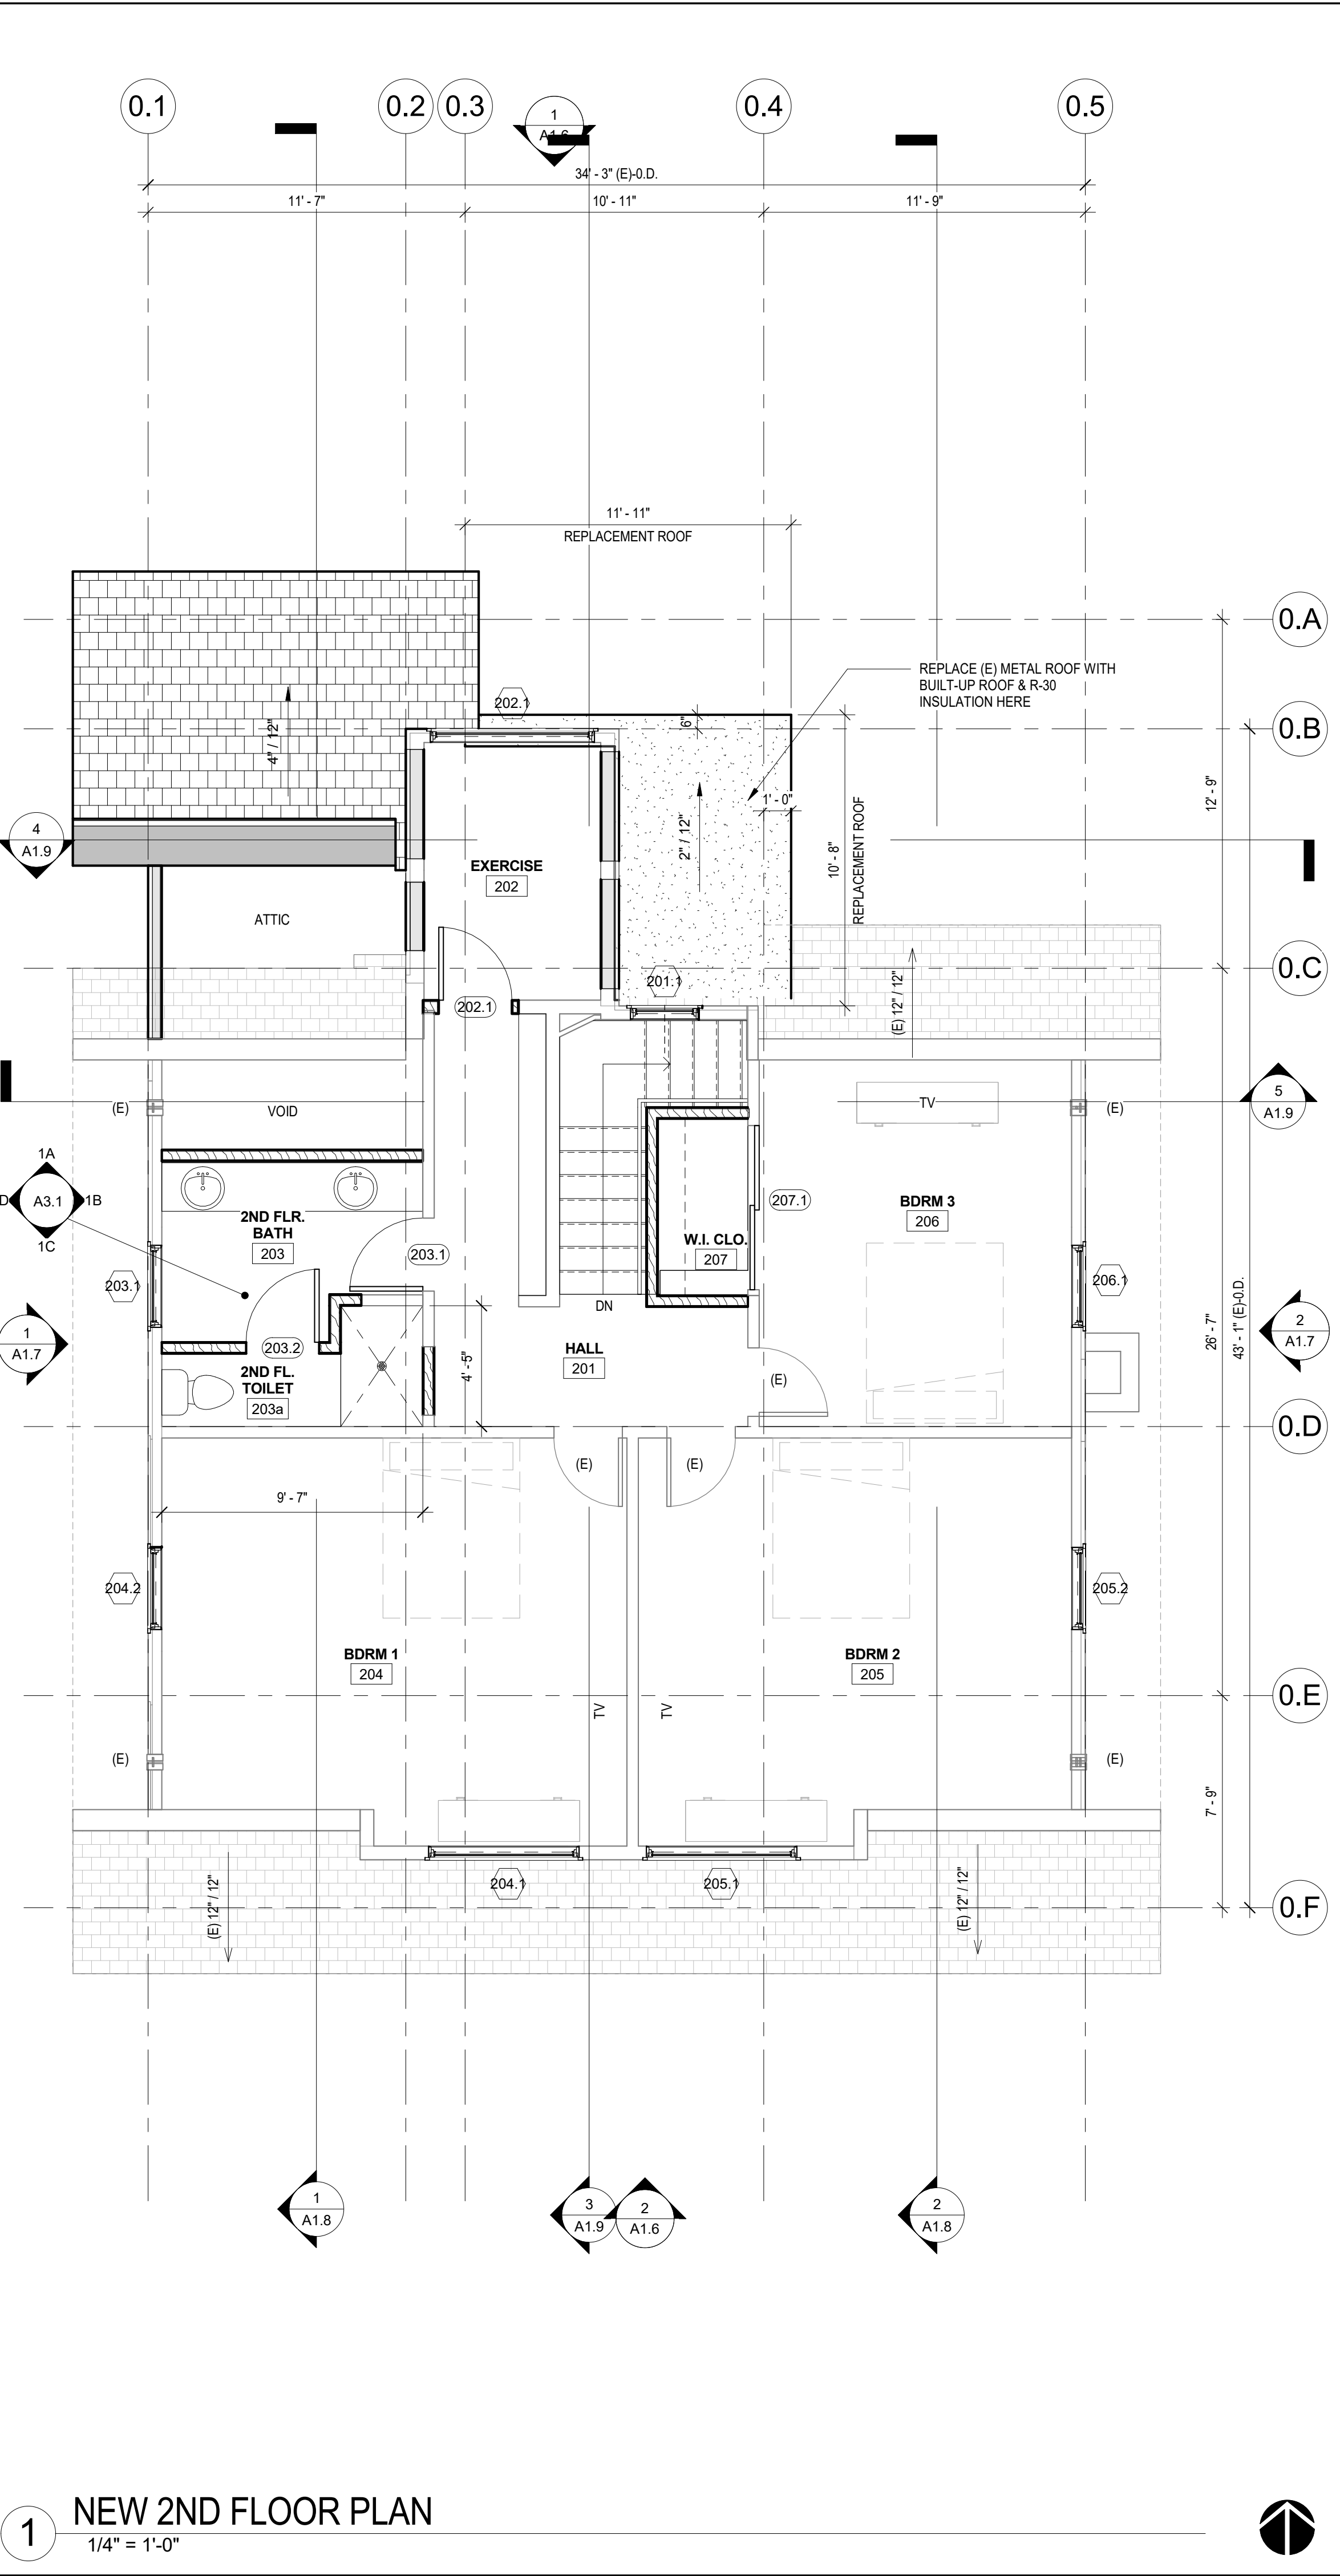 0.1
0.2
0.3
0.4
0.5
1
A1.6
34' - 3" (E)-0.D.
11' - 7"
10' - 11"
11' - 9"
11' - 11"
REPLACEMENT ROOF
0.A
REPLACE (E) METAL ROOF WITH
BUILT-UP ROOF & R-30
INSULATION HERE
202.1
6"
0.B
4" / 12"
12' - 9"
1' - 0"
4
A1.9
2" / 12"
10' - 8"
REPLACEMENT ROOF
EXERCISE
202
ATTIC
0.C
201.1
(E) 12" / 12"
202.1
(E)
VOID
TV
(E)
5
A1.9
1A
D
A3.1
1B
1C
2ND FLR.
BATH
203
207.1
BDRM 3
206
W.I. CLO.
207
203.1
203.1
206.1
DN
1
A1.7
203.2
HALL
201
26' - 7"
43' - 1" (E)-0.D.
2
A1.7
2ND FL.
TOILET
203a
4' - 5"
(E)
0.D
(E)
(E)
9' - 7"
204.2
205.2
BDRM 1
204
BDRM 2
205
TV
TV
0.E
(E)
(E)
7' - 9"
204.1
205.1
(E) 12" / 12"
(E) 12" / 12"
0.F
1
A1.8
3
A1.9
2
A1.6
2
A1.8
1
NEW 2ND FLOOR PLAN
1/4" = 1'-0"